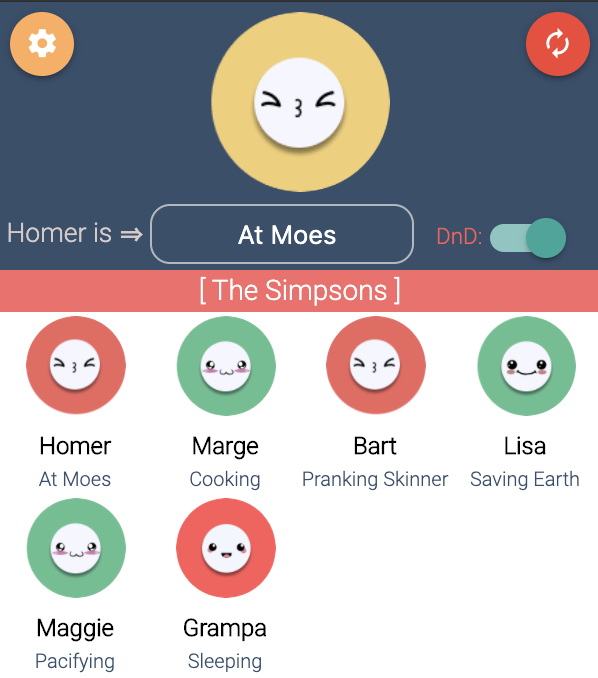 Homer is ⇒ At Moes DnD:
[ The Simpsons ]
Homer Marge Bart Lisa
At Moes Cooking Pranking Skinner Saving Earth
Maggie Grampa
Pacifying Sleeping